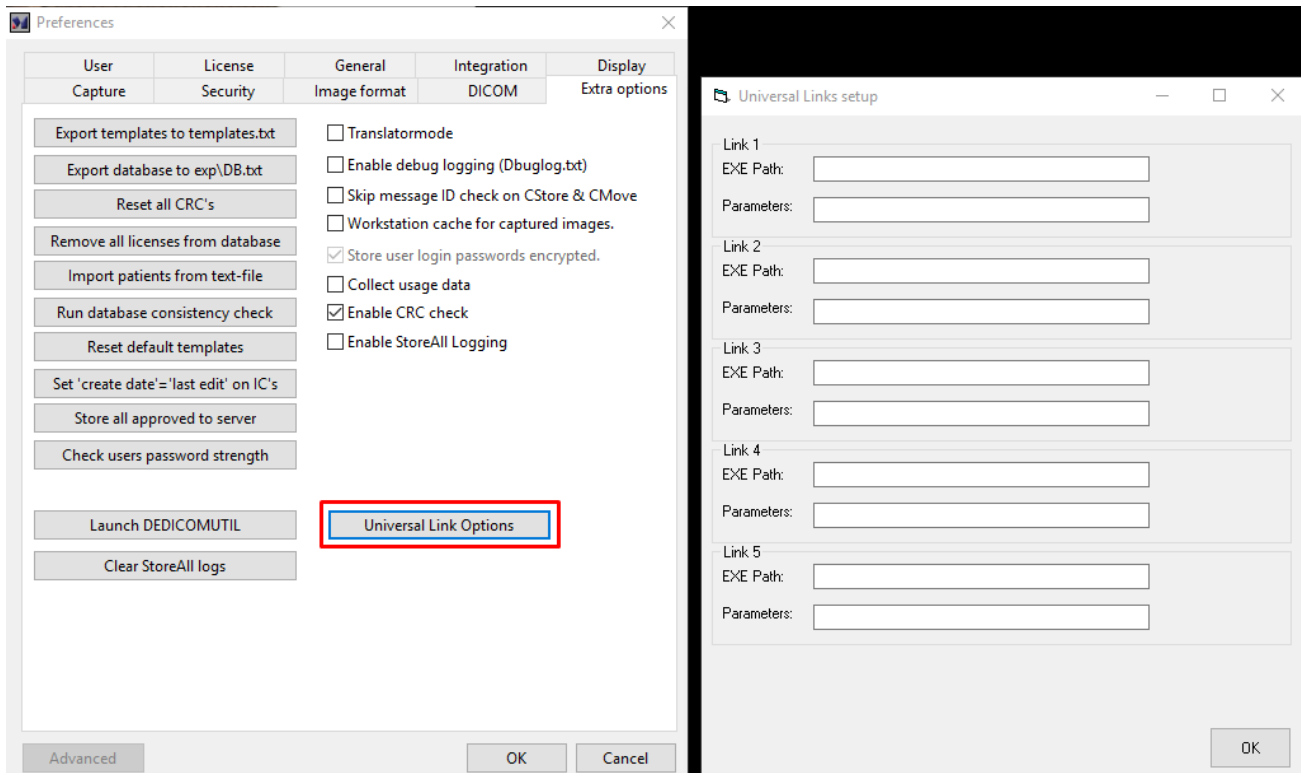 Preferences
User License General Integration Display
Capture Security Image format DICOM Extra options
Export templates to templates.txt
Export database to exp\DB.txt
Reset all CRC's
Remove all licenses from database
Import patients from text-file
Run database consistency check
Reset default templates
Set 'create date'='last edit' on IC's
Store all approved to server
Check users password strength
Launch DEDICOMUTIL
Clear StoreAll logs
Translatormode
Enable debug logging (Dbuglog.txt)
Skip message ID check on CStore & CMove
Workstation cache for captured images.
Store user login passwords encrypted.
Collect usage data
Enable CRC check
Enable StoreAll Logging
Universal Link Options
Advanced
OK
Cancel
Universal Links setup
Link 1
EXE Path:
Parameters:
Link 2
EXE Path:
Parameters:
Link 3
EXE Path:
Parameters:
Link 4
EXE Path:
Parameters:
Link 5
EXE Path:
Parameters:
OK